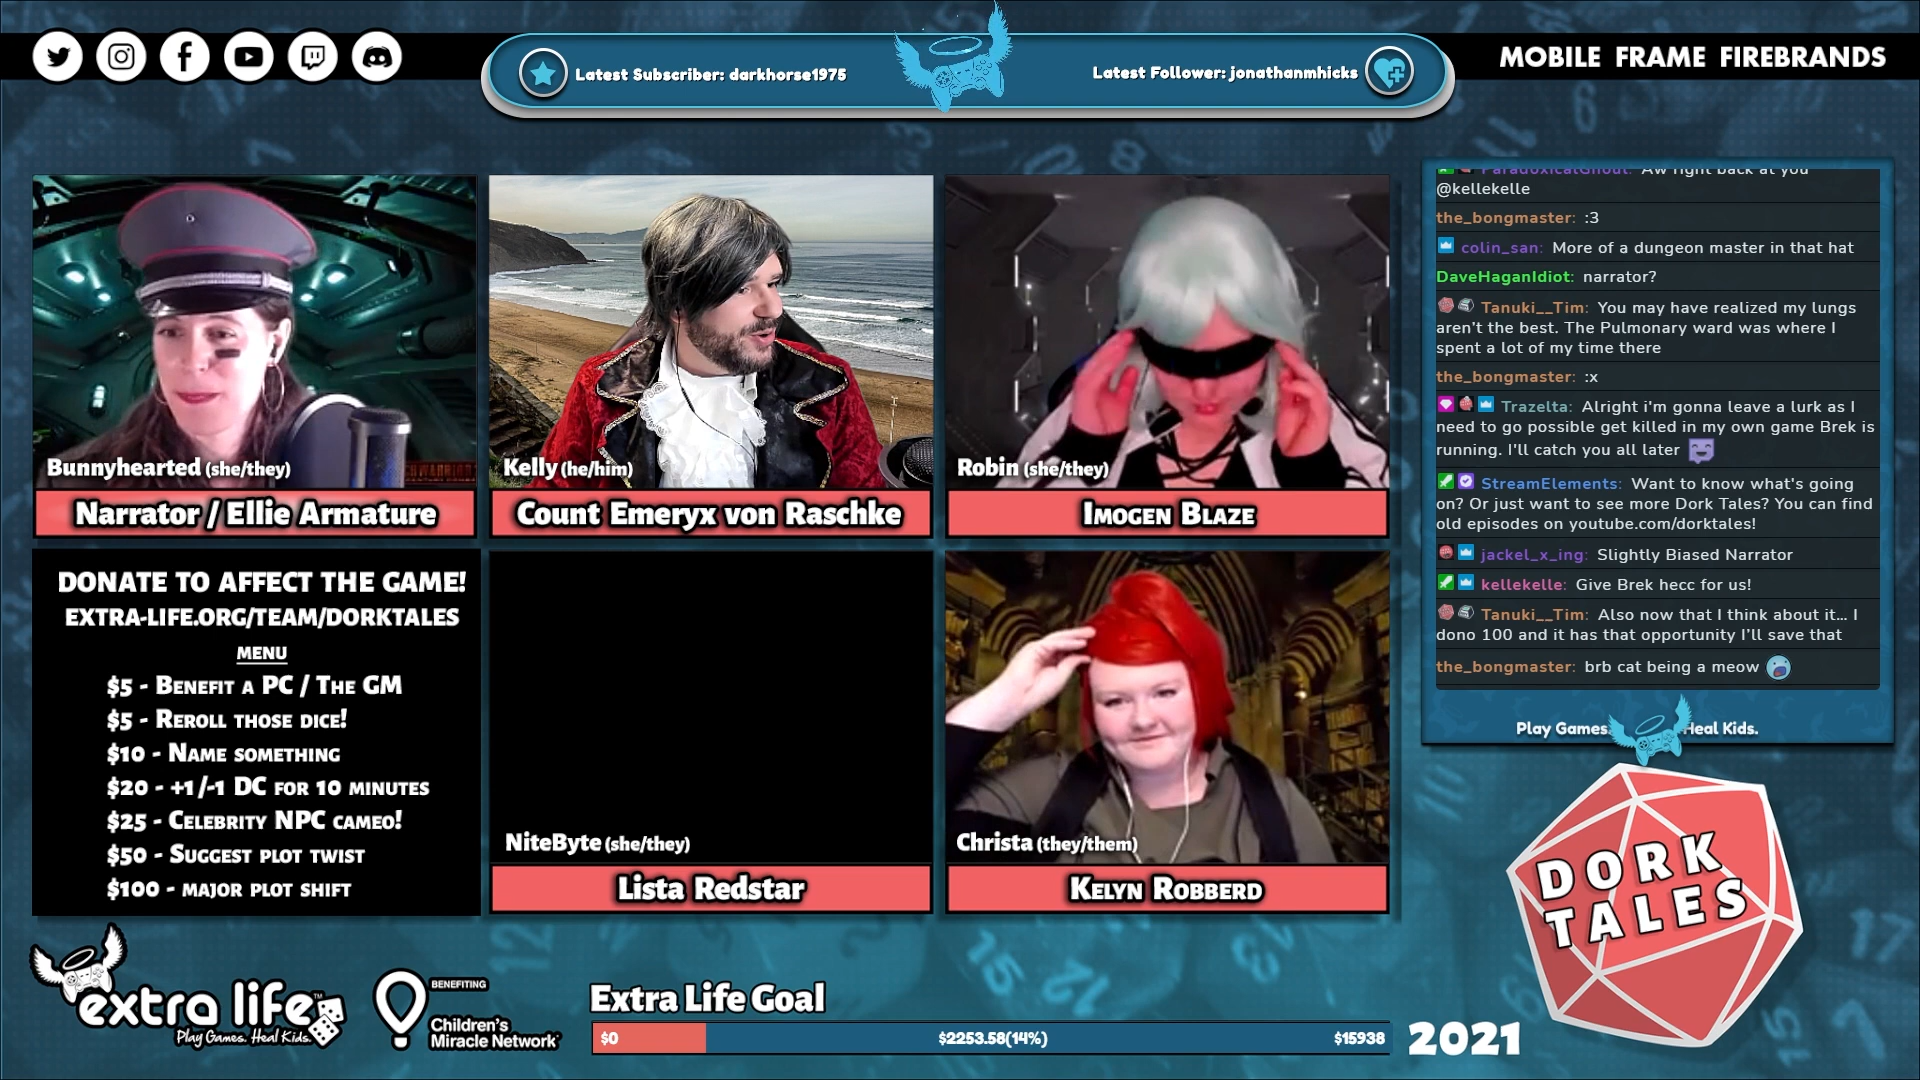 Latest Subscriber: darkhorse1975
Latest Follower: jonathanmhicks
MOBILE FRAME FIREBRANDS
Bunnyhearted (she/they)
Narrator / Ellie Armature
Kelly (he/him)
Count Emeryx von Raschke
Robin (she/they)
Imogen Blaze
DONATE TO AFFECT THE GAME!
EXTRA-LIFE.ORG/TEAM/DORKTALES
MENU
$5 - Benefit a PC / The GM
$5 - Reroll those dice!
$10 - Name something
$20 - +1/-1 DC for 10 minutes
$25 - Celebrity NPC cameo!
$50 - Suggest plot twist
$100 - major plot shift
NiteByte (she/they)
Lista Redstar
Christa (they/them)
Kelyn Robberd
ParadoxicalGhoul: Aw right back at you
@kellekelle
the_bongmaster: :3
colin_san: More of a dungeon master in that hat
DaveHaganIdiot: narrator?
Tanuki__Tim: You may have realized my lungs
aren't the best. The Pulmonary ward was where I
spent a lot of my time there
the_bongmaster: :x
Trazelta: Alright i'm gonna leave a lurk as I
need to go possible get killed in my own game Brek is
running. I'll catch you all later
StreamElements: Want to know what's going
on? Or just want to see more Dork Tales? You can find
old episodes on youtube.com/dorktales!
jackel_x_ing: Slightly Biased Narrator
kellekelle: Give Brek hecc for us!
Tanuki__Tim: Also now that I think about it... I
dono 100 and it has that opportunity I'll save that
the_bongmaster: brb cat being a meow
Play Games. Heal Kids.
DORK
TALES
extra life™
Play Games. Heal Kids.
BENEFITING
Children's
Miracle Network
Extra Life Goal
$0 $2253.58(14%) $15938
2021